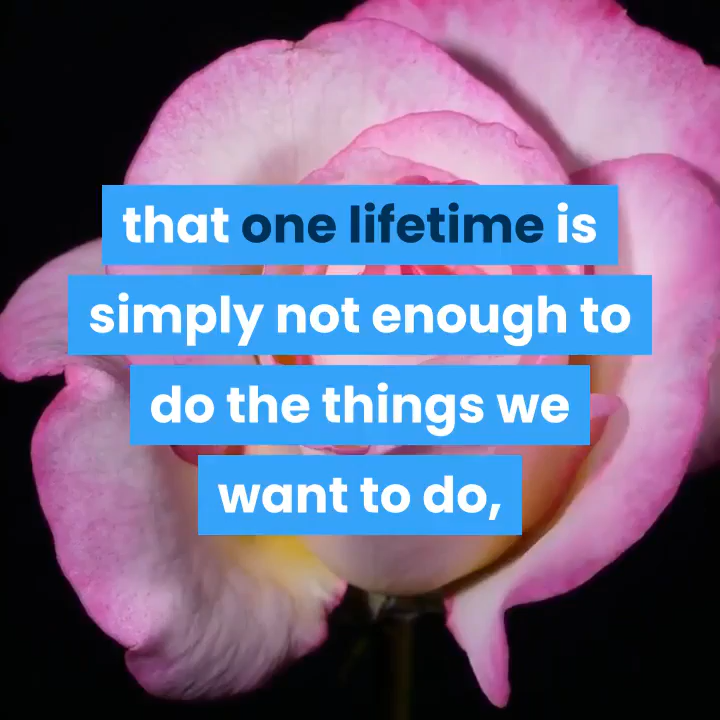 that one lifetime is
simply not enough to
do the things we
want to do,